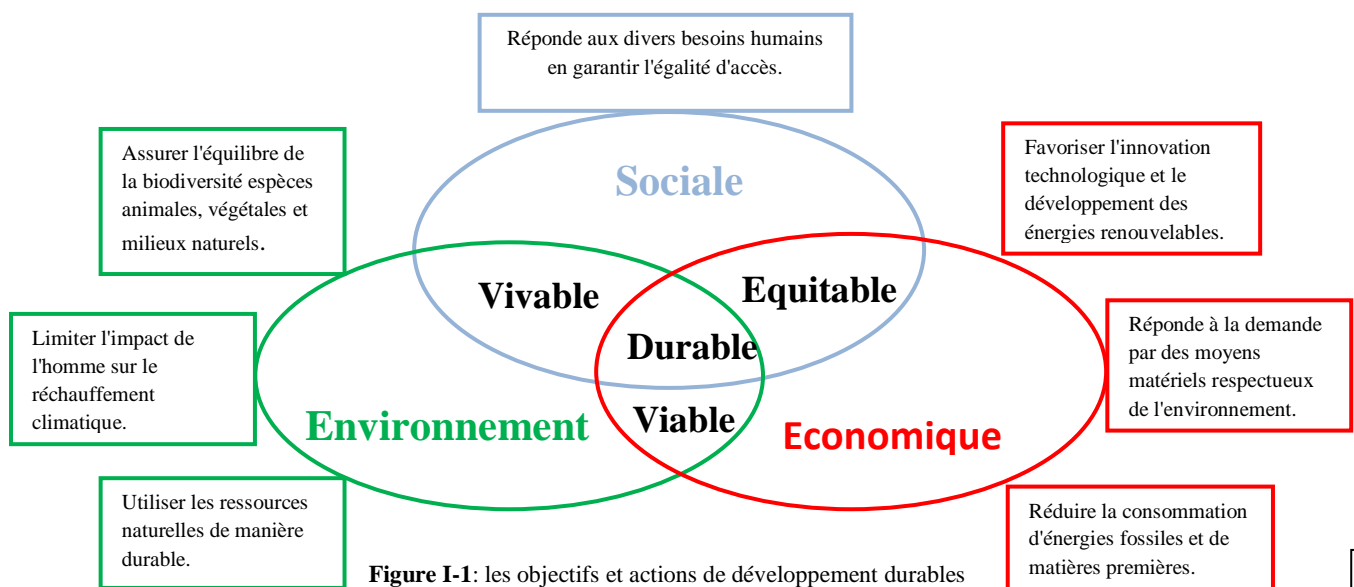 Réponde aux divers besoins humains
en garantir l'égalité d'accès.
Assurer l'équilibre de
la biodiversité espèces
animales, végétales et
milieux naturels.
Favoriser l'innovation
technologique et le
développement des
énergies renouvelables.
Sociale
Vivable
Equitable
Durable
Limiter l'impact de
l'homme sur le
réchauffement
climatique.
Réponde à la demande
par des moyens
matériels respectueux
de l'environnement.
Environnement
Viable
Economique
Utiliser les ressources
naturelles de manière
durable.
Réduire la consommation
d'énergies fossiles et de
matières premières.
Figure I-1: les objectifs et actions de développement durables